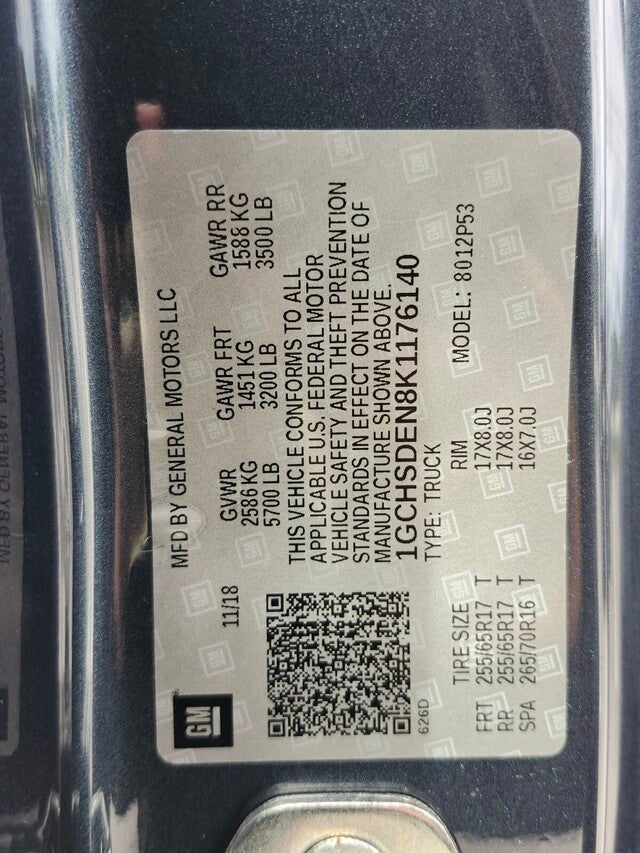 GM
MFD BY GENERAL MOTORS LLC
11/18
GVWR GAWR FRT GAWR RR
2586 KG 1451 KG 1588 KG
5700 LB 3200 LB 3500 LB
THIS VEHICLE CONFORMS TO ALL
APPLICABLE U.S. FEDERAL MOTOR
VEHICLE SAFETY AND THEFT PREVENTION
STANDARDS IN EFFECT ON THE DATE OF
MANUFACTURE SHOWN ABOVE.
1GCHSDEN8K1176140
626D
TYPE: TRUCK MODEL: 8012P53
TIRE SIZE RIM
FRT 255/65R17 T 17X8.0J
RR 255/65R17 T 17X8.0J
SPA 265/70R16 T 16X7.0J